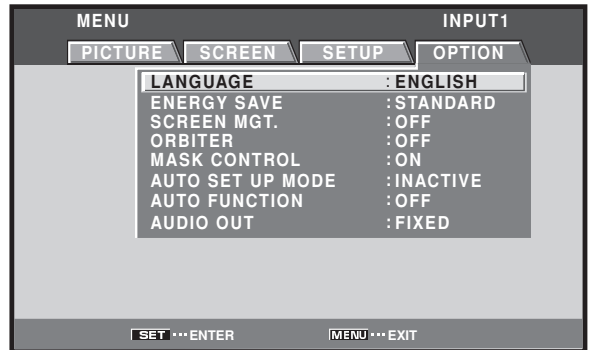 MENU INPUT1
PICTURE SCREEN SETUP OPTION
LANGUAGE :ENGLISH
ENERGY SAVE :STANDARD
SCREEN MGT. :OFF
ORBITER :OFF
MASK CONTROL :ON
AUTO SET UP MODE :INACTIVE
AUTO FUNCTION :OFF
AUDIO OUT :FIXED
SET ··· ENTER MENU ··· EXIT